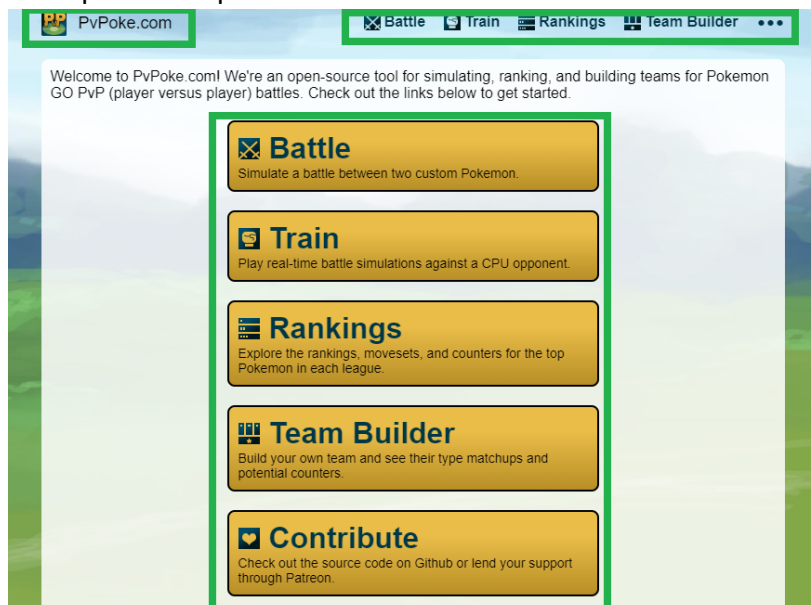 PvPoke.com
Battle Train Rankings Team Builder
Welcome to PvPoke.com! We're an open-source tool for simulating, ranking, and building teams for Pokemon
GO PvP (player versus player) battles. Check out the links below to get started.
Battle
Simulate a battle between two custom Pokemon.
Train
Play real-time battle simulations against a CPU opponent.
Rankings
Explore the rankings, movesets, and counters for the top
Pokemon in each league.
Team Builder
Build your own team and see their type matchups and
potential counters.
Contribute
Check out the source code on Github or lend your support
through Patreon.